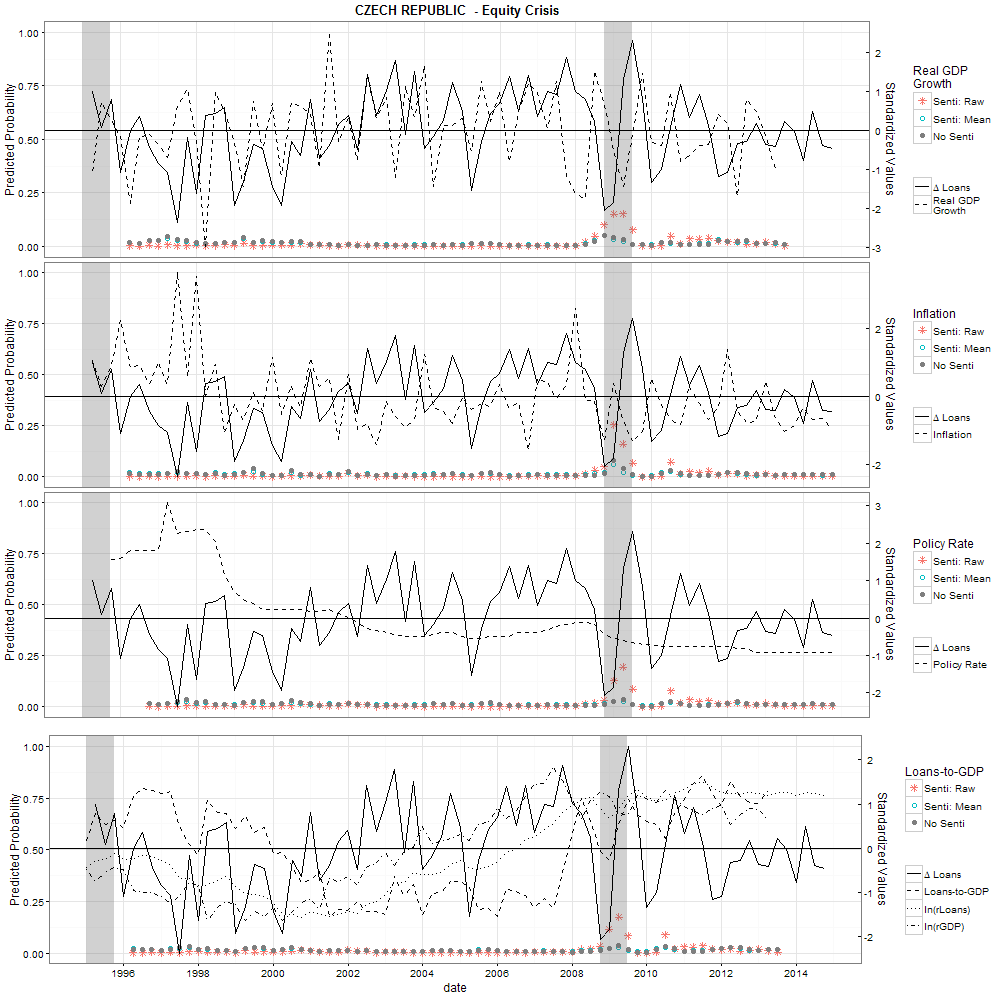 CZECH REPUBLIC - Equity Crisis
1.00
0.75
0.50
0.25
0.00
Predicted Probability
2
1
0
-1
-2
-3
Standardized Values
Real GDP
Growth
Senti: Raw
Senti: Mean
No Senti
Δ Loans
Real GDP
Growth
1.00
0.75
0.50
0.25
0.00
Predicted Probability
2
0
-2
Standardized Values
Inflation
Senti: Raw
Senti: Mean
No Senti
Δ Loans
Inflation
1.00
0.75
0.50
0.25
0.00
Predicted Probability
3
2
1
0
-1
-2
Standardized Values
Policy Rate
Senti: Raw
Senti: Mean
No Senti
Δ Loans
Policy Rate
1.00
0.75
0.50
0.25
0.00
Predicted Probability
2
1
0
-1
-2
Standardized Values
Loans-to-GDP
Senti: Raw
Senti: Mean
No Senti
Δ Loans
Loans-to-GDP
ln(rLoans)
ln(rGDP)
1996 1998 2000 2002 2004 2006 2008 2010 2012 2014
date